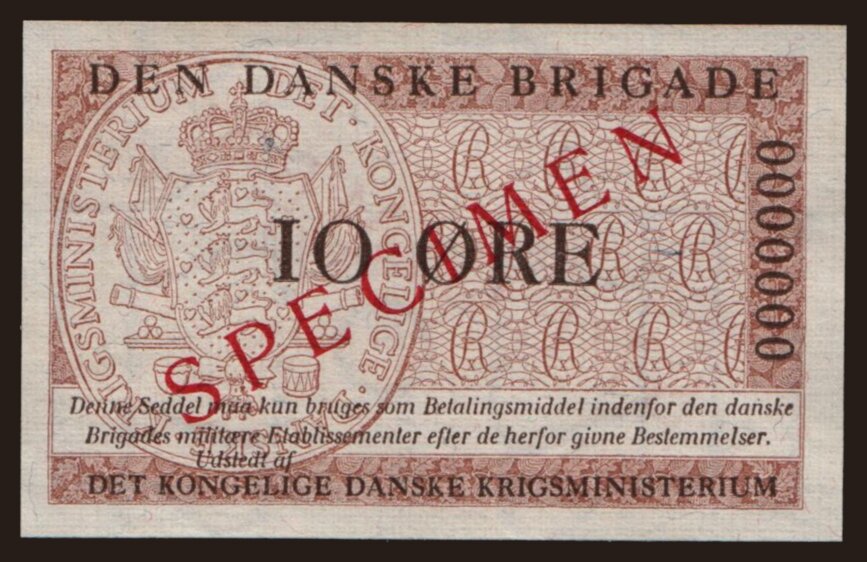 DEN DANSKE BRIGADE
KRIGSMINISTERIUM DET · KONGELIGE · DANSKE
10 ØRE
SPECIMEN
0000000
Denne Seddel maa kun bruges som Betalingsmiddel indenfor den danske
Brigades militære Etablissementer efter de herfor givne Bestemmelser.
Udstedt af
DET KONGELIGE DANSKE KRIGSMINISTERIUM